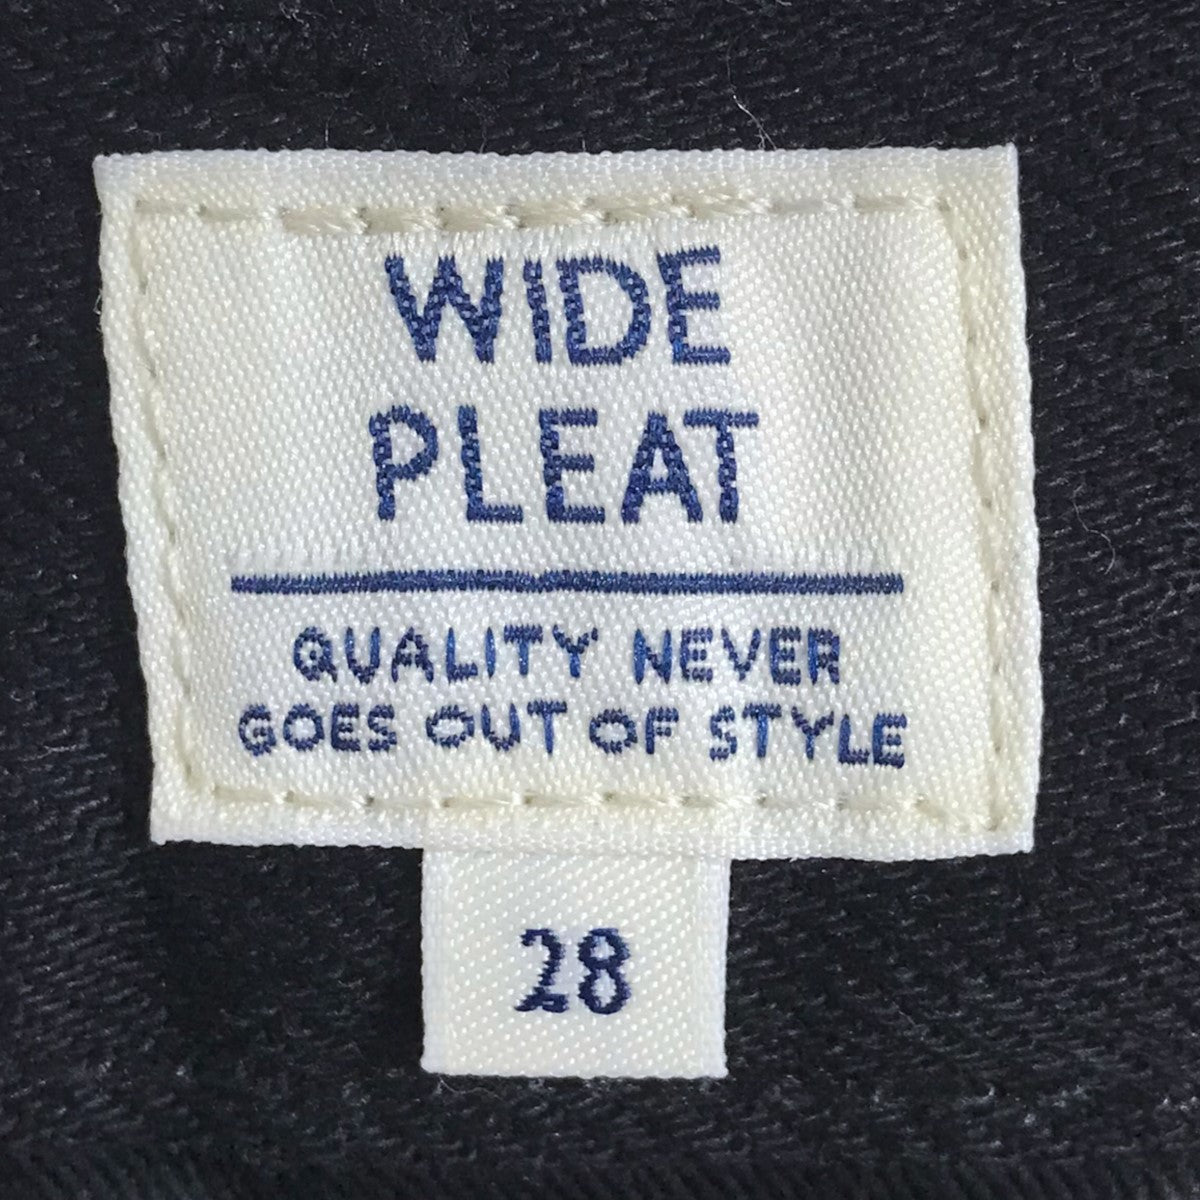 WIDE
PLEAT
QUALITY NEVER
GOES OUT OF STYLE
28